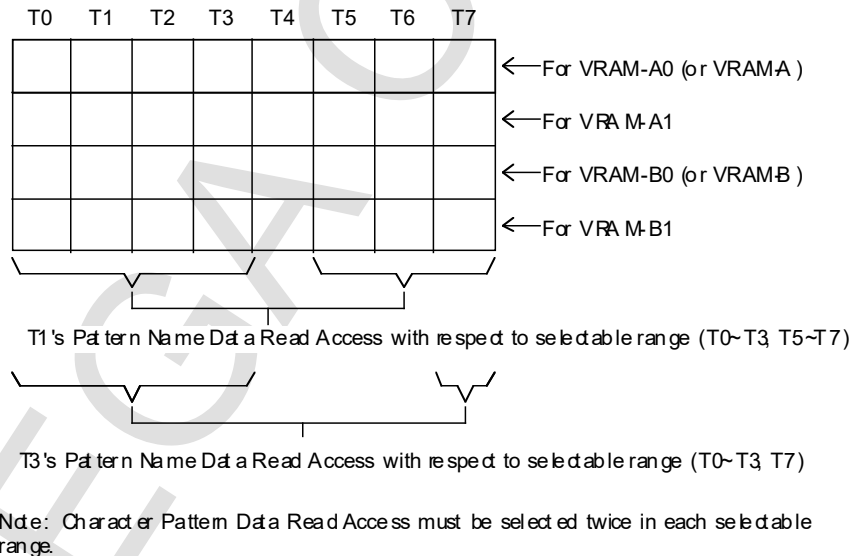 T0 T1 T2 T3 T4 T5 T6 T7
For VRAM-A0 (or VRAM-A)
For VRAM-A1
For VRAM-B0 (or VRAM-B)
For VRAM-B1
T1's Pattern Name Data Read Access with respect to selectable range (T0~T3, T5~T7)
T3's Pattern Name Data Read Access with respect to selectable range (T0~T3, T7)
Note: Character Pattern Data Read Access must be selected twice in each selectable
range.